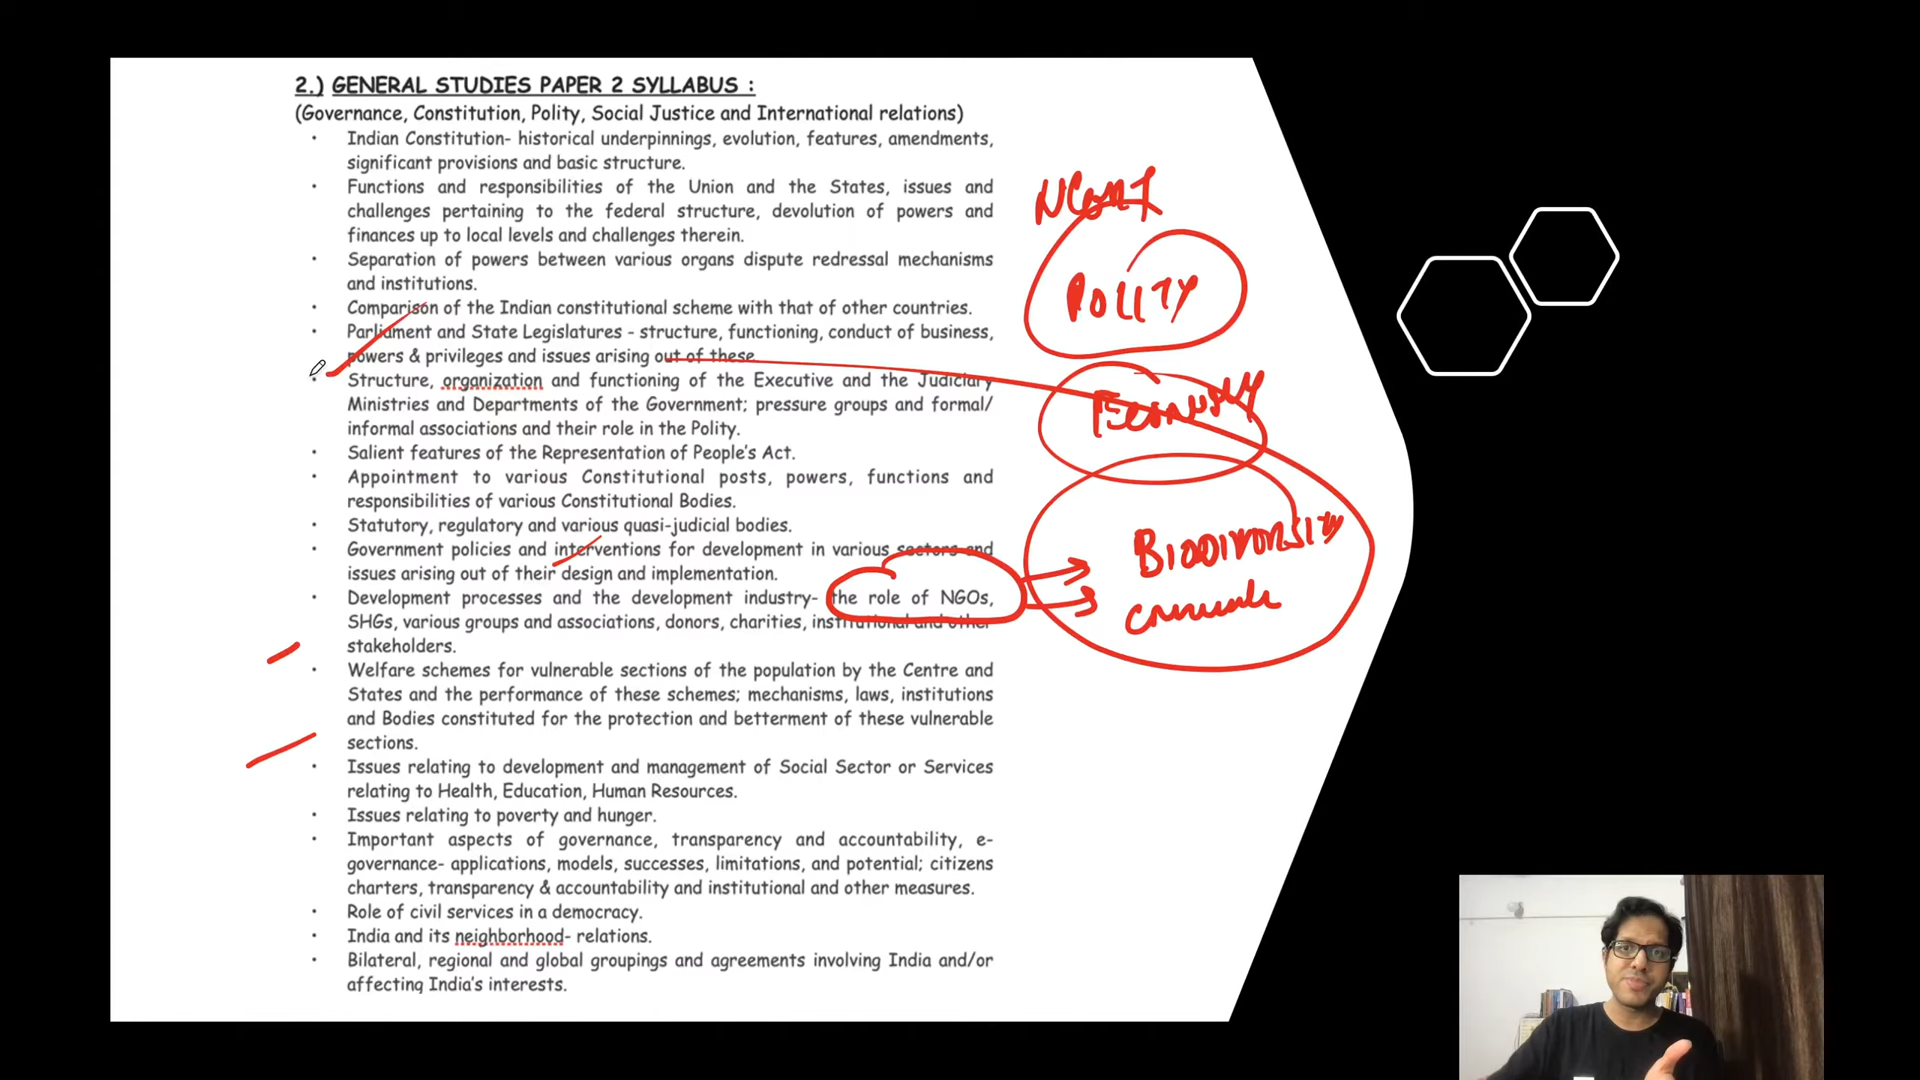 2.) GENERAL STUDIES PAPER 2 SYLLABUS :
(Governance, Constitution, Polity, Social Justice and International relations)
• Indian Constitution- historical underpinnings, evolution, features, amendments,
significant provisions and basic structure.
• Functions and responsibilities of the Union and the States, issues and
challenges pertaining to the federal structure, devolution of powers and
finances up to local levels and challenges therein.
• Separation of powers between various organs dispute redressal mechanisms
and institutions.
• Comparison of the Indian constitutional scheme with that of other countries.
• Parliament and State Legislatures - structure, functioning, conduct of business,
powers & privileges and issues arising out of these.
• Structure, organization and functioning of the Executive and the Judiciary
Ministries and Departments of the Government; pressure groups and formal/
informal associations and their role in the Polity.
• Salient features of the Representation of People's Act.
• Appointment to various Constitutional posts, powers, functions and
responsibilities of various Constitutional Bodies.
• Statutory, regulatory and various quasi-judicial bodies.
• Government policies and interventions for development in various sectors and
issues arising out of their design and implementation.
• Development processes and the development industry- the role of NGOs,
SHGs, various groups and associations, donors, charities, institutional and other
stakeholders.
• Welfare schemes for vulnerable sections of the population by the Centre and
States and the performance of these schemes; mechanisms, laws, institutions
and Bodies constituted for the protection and betterment of these vulnerable
sections.
• Issues relating to development and management of Social Sector or Services
relating to Health, Education, Human Resources.
• Issues relating to poverty and hunger.
• Important aspects of governance, transparency and accountability, e-
governance- applications, models, successes, limitations, and potential; citizens
charters, transparency & accountability and institutional and other measures.
• Role of civil services in a democracy.
• India and its neighborhood- relations.
• Bilateral, regional and global groupings and agreements involving India and/or
affecting India's interests.
NCERT
POLITY
ECONOMY
BIODIVERSITY